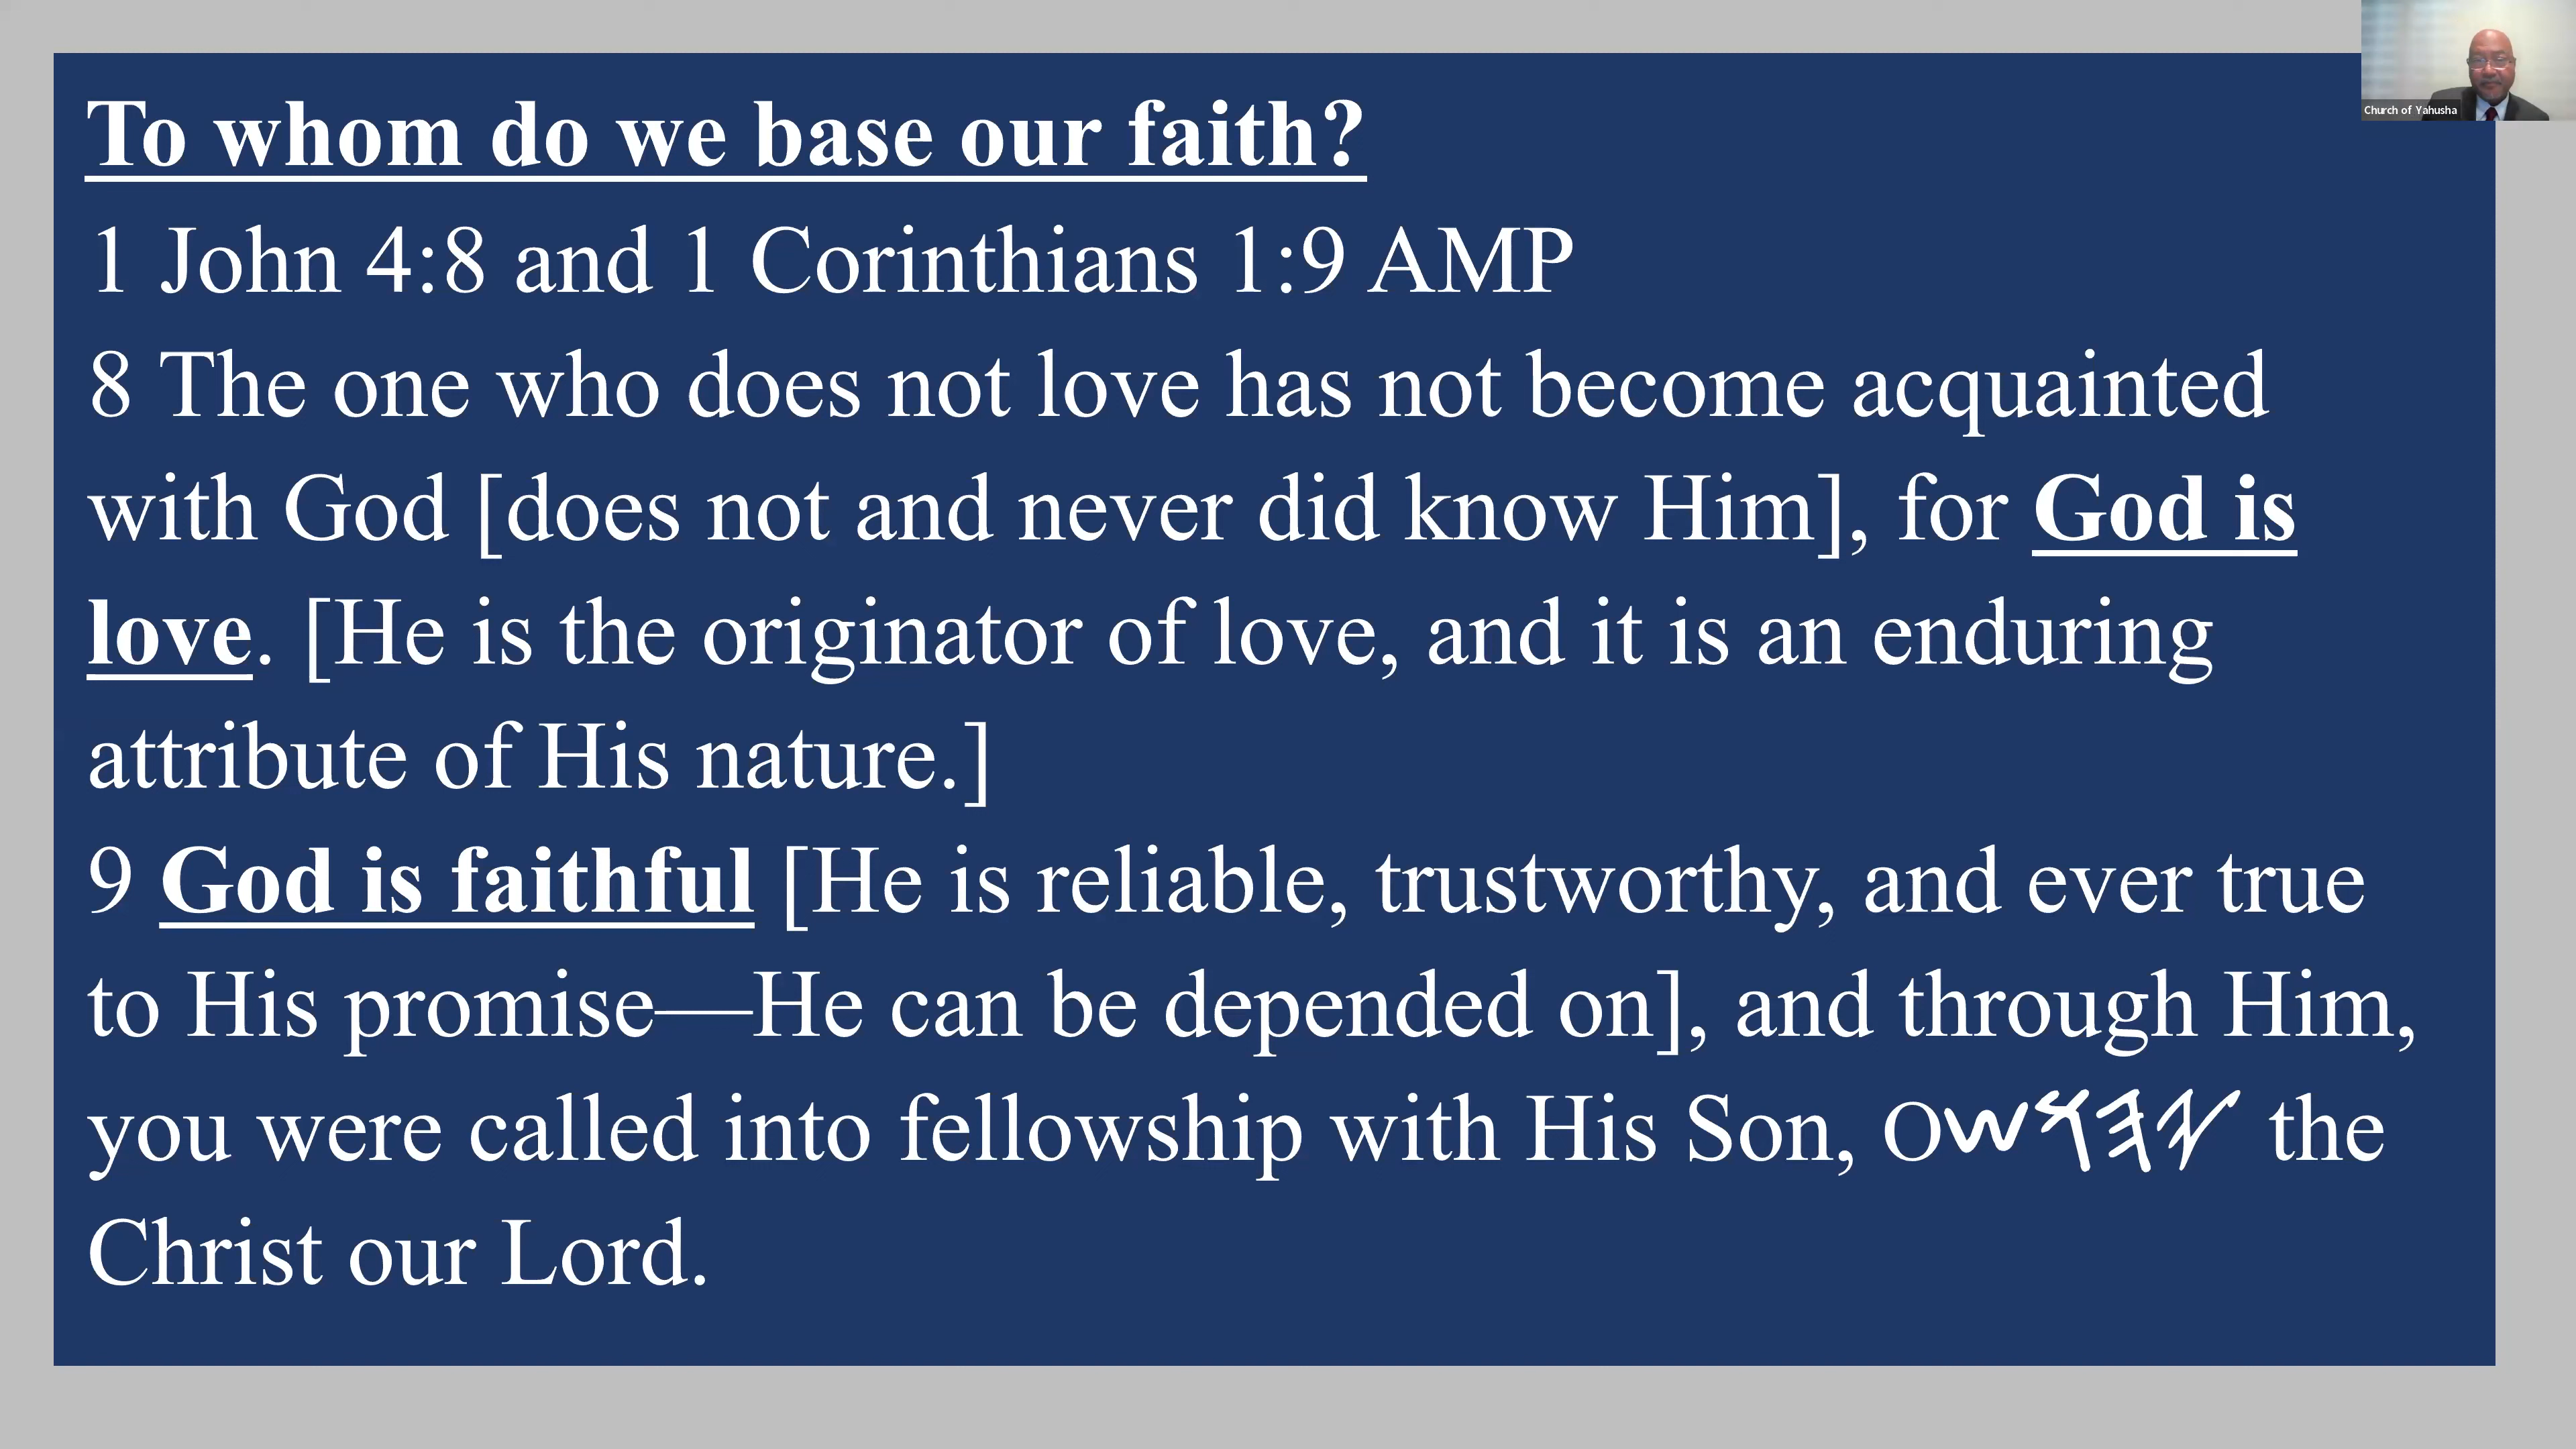 To whom do we base our faith?
1 John 4:8 and 1 Corinthians 1:9 AMP
8 The one who does not love has not become acquainted
with God [does not and never did know Him], for God is
love. [He is the originator of love, and it is an enduring
attribute of His nature.]
9 God is faithful [He is reliable, trustworthy, and ever true
to His promise—He can be depended on], and through Him,
you were called into fellowship with His Son, 𐤉𐤄𐤅𐤔𐤏 the
Christ our Lord.
Church of Yahusha